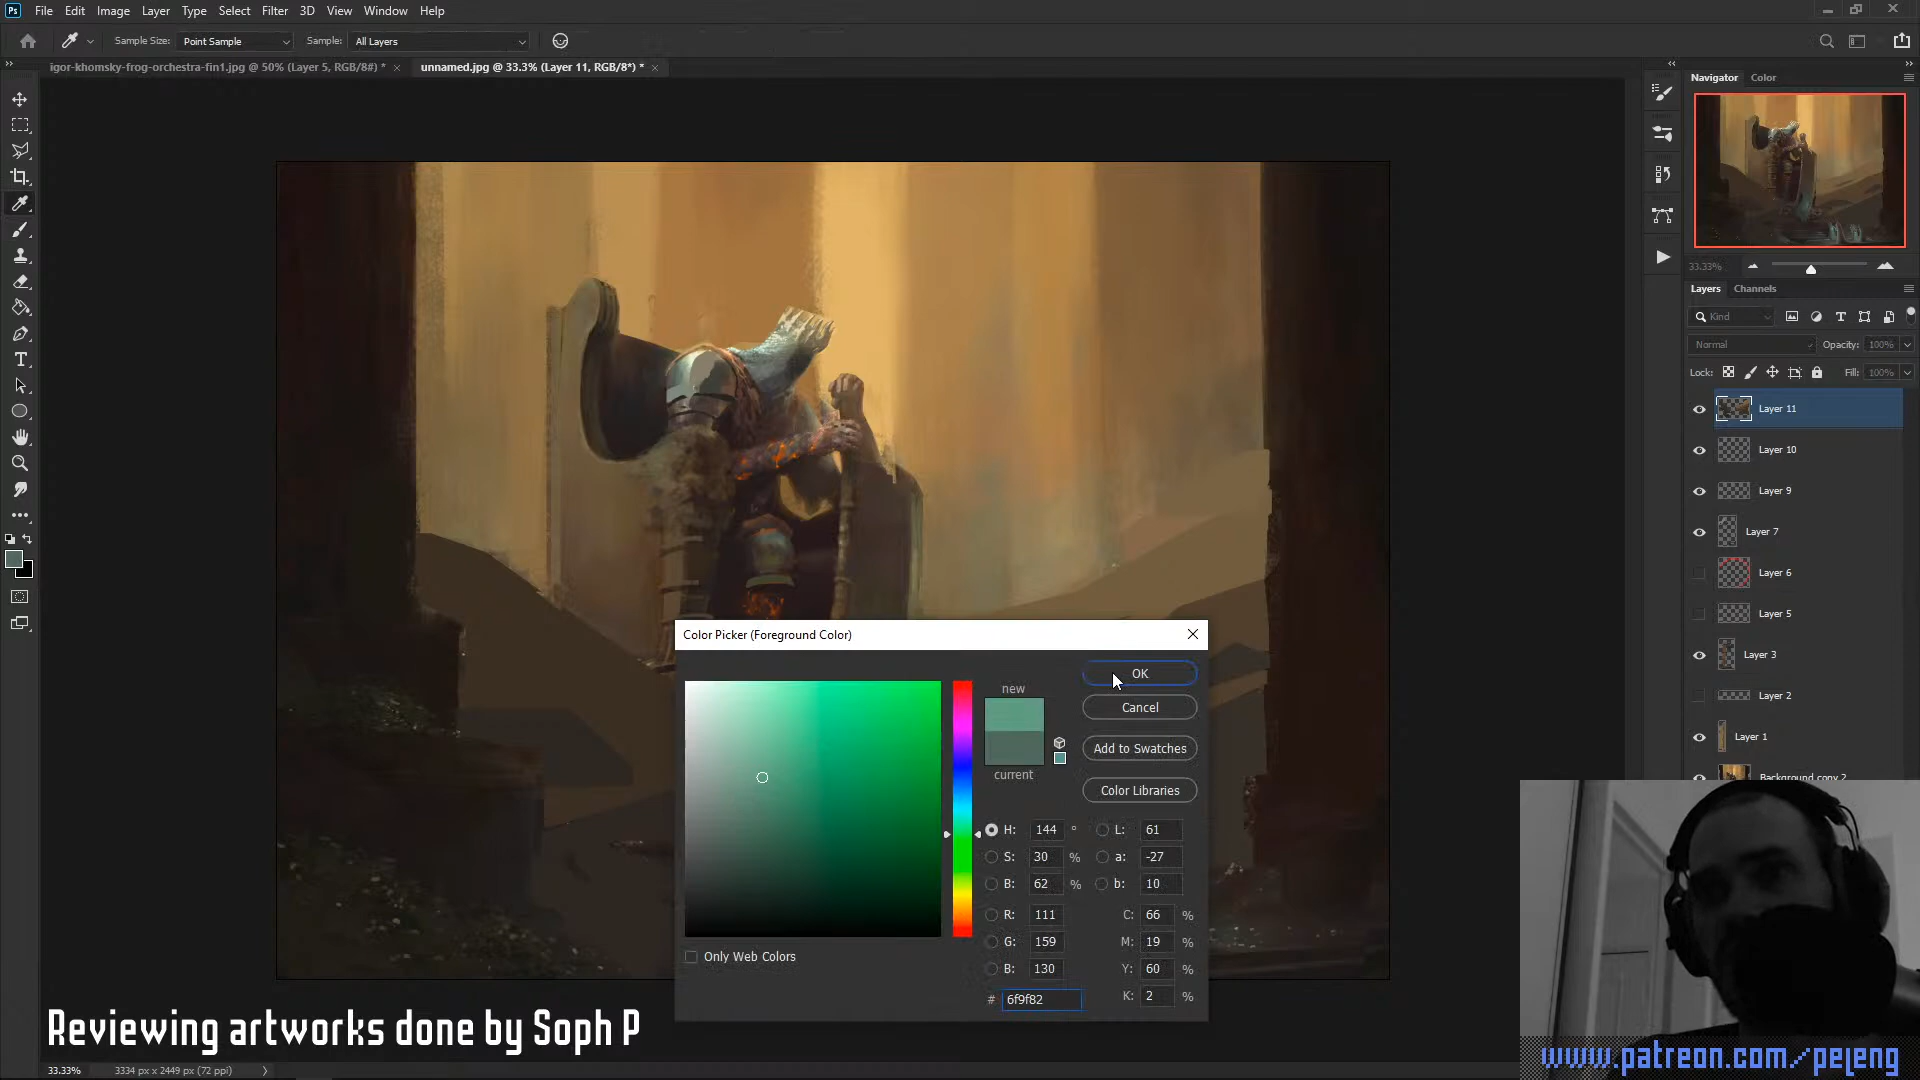 Ps File Edit Image Layer Type Select Filter 3D View Window Help
Sample Size: Point Sample Sample: All Layers
igor-khomsky-frog-orchestra-fin1.jpg @ 50% (Layer 5, RGB/8#) * × unnamed.jpg @ 33.3% (Layer 11, RGB/8*) * ×
Navigator Color
33.33%
Layers Channels
Kind
Normal Opacity: 100%
Lock: Fill: 100%
Layer 11
Layer 10
Layer 9
Layer 7
Layer 6
Layer 5
Layer 3
Layer 2
Layer 1
Background copy 2
Color Picker (Foreground Color)
new
current
OK
Cancel
Add to Swatches
Color Libraries
H: 144 ° L: 61
S: 30 % a: -27
B: 62 % b: 10
R: 111 C: 66 %
G: 159 M: 19 %
B: 130 Y: 60 %
# 6f9f82 K: 2 %
Only Web Colors
Reviewing artworks done by Soph P
www.patreon.com/peleng
33.33% 3334 px x 2449 px (72 ppi)